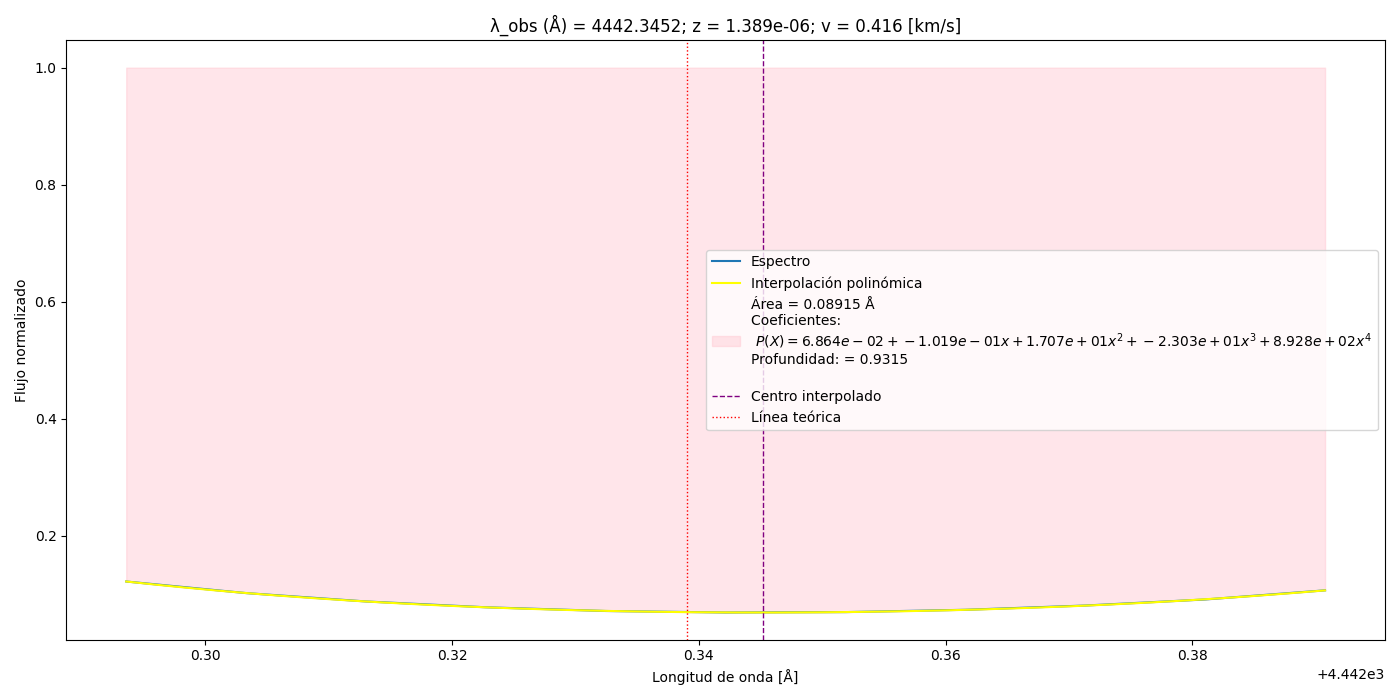 λ_obs (Å) = 4442.3452; z = 1.389e-06; v = 0.416 [km/s]
Flujo normalizado
1.0
0.8
0.6
0.4
0.2
Espectro
Interpolación polinómica
Área = 0.08915 Å
Coeficientes:
P(X) = 6.864e − 02 + −1.019e − 01x + 1.707e + 01x² + −2.303e + 01x³ + 8.928e + 02x⁴
Profundidad: = 0.9315
Centro interpolado
Línea teórica
0.30 0.32 0.34 0.36 0.38
+4.442e3
Longitud de onda [Å]